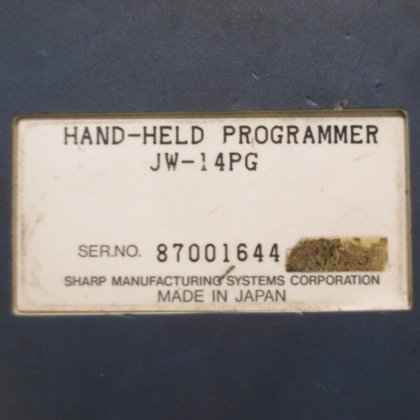 HAND-HELD PROGRAMMER
JW-14PG
SER.NO. 87001644
SHARP MANUFACTURING SYSTEMS CORPORATION
MADE IN JAPAN